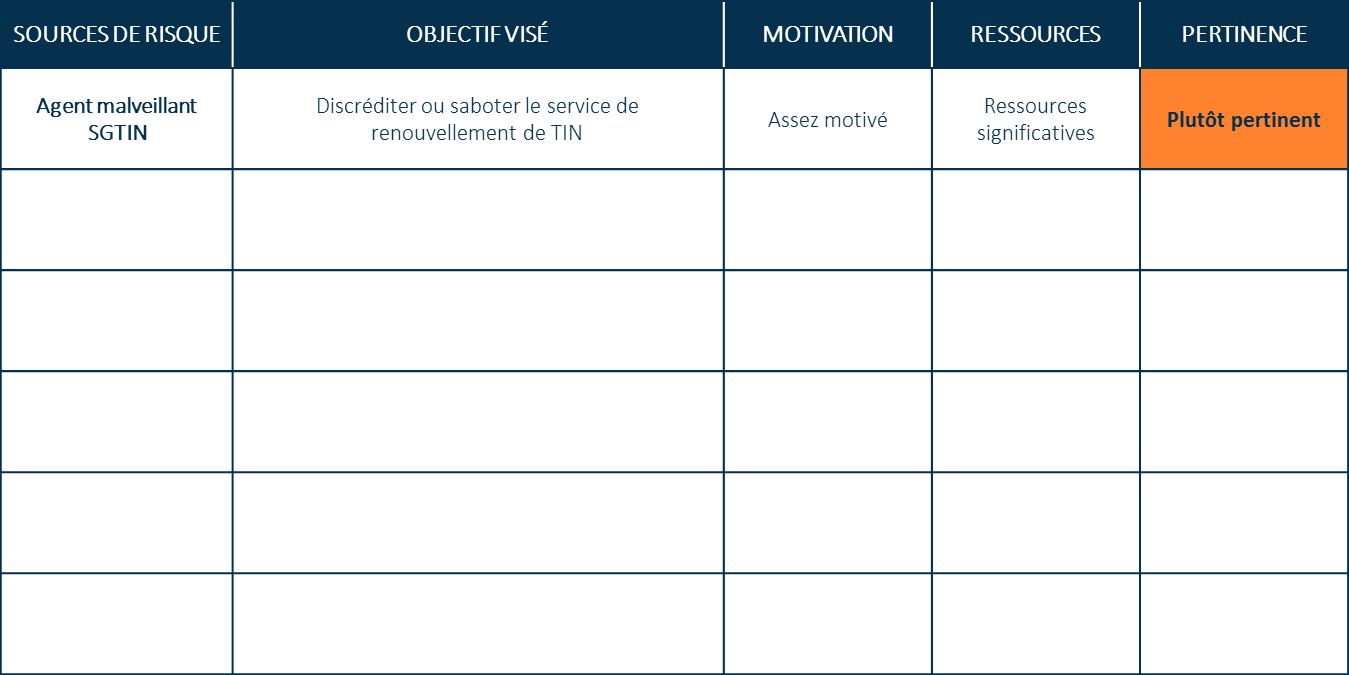 SOURCES DE RISQUE
OBJECTIF VISÉ
MOTIVATION
RESSOURCES
PERTINENCE
Agent malveillant
SGTIN
Discréditer ou saboter le service de
renouvellement de TIN
Assez motivé
Ressources
significatives
Plutôt pertinent